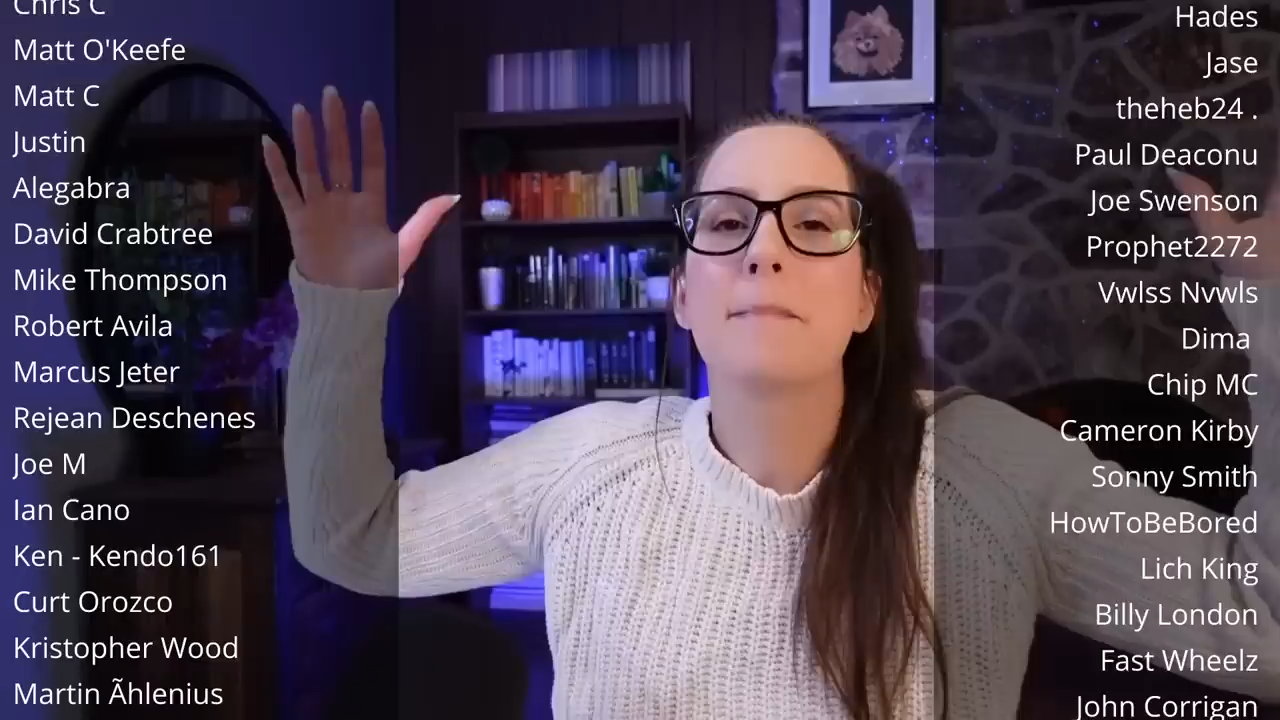 Chris C
Matt O'Keefe
Matt C
Justin
Alegabra
David Crabtree
Mike Thompson
Robert Avila
Marcus Jeter
Rejean Deschenes
Joe M
Ian Cano
Ken - Kendo161
Curt Orozco
Kristopher Wood
Martin Ãhlenius
Hades
Jase
theheb24 .
Paul Deaconu
Joe Swenson
Prophet2272
Vwlss Nvwls
Dima
Chip MC
Cameron Kirby
Sonny Smith
HowToBeBored
Lich King
Billy London
Fast Wheelz
John Corrigan